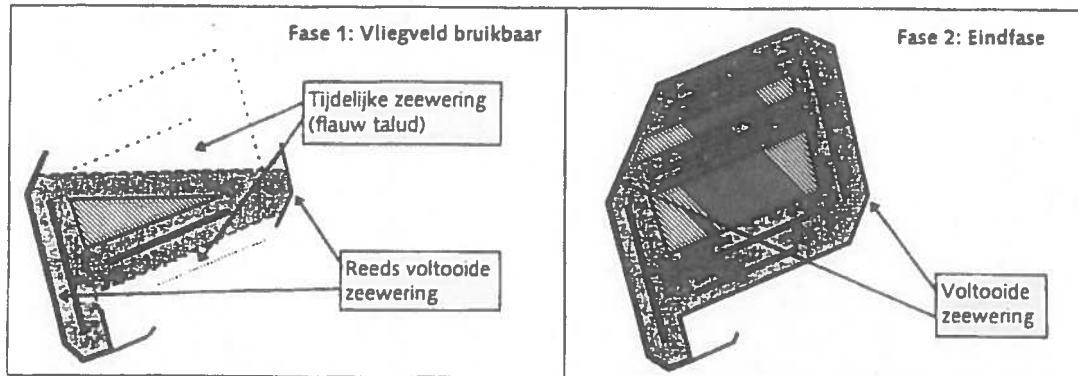 Fase 1: Vliegveld bruikbaar
Tijdelijke zeewering
(flauw talud)
Reeds voltooide
zeewering
Fase 2: Eindfase
Voltooide
zeewering